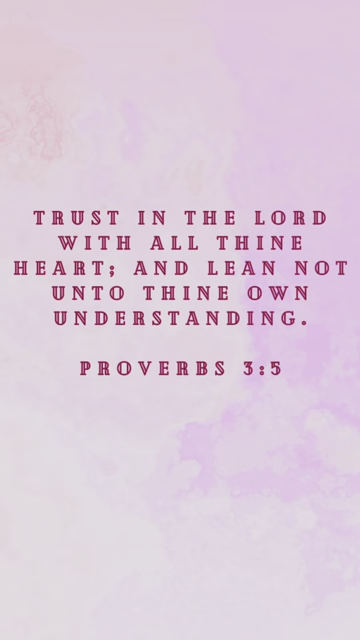 TRUST IN THE LORD
WITH ALL THINE
HEART; AND LEAN NOT
UNTO THINE OWN
UNDERSTANDING.
PROVERBS 3:5